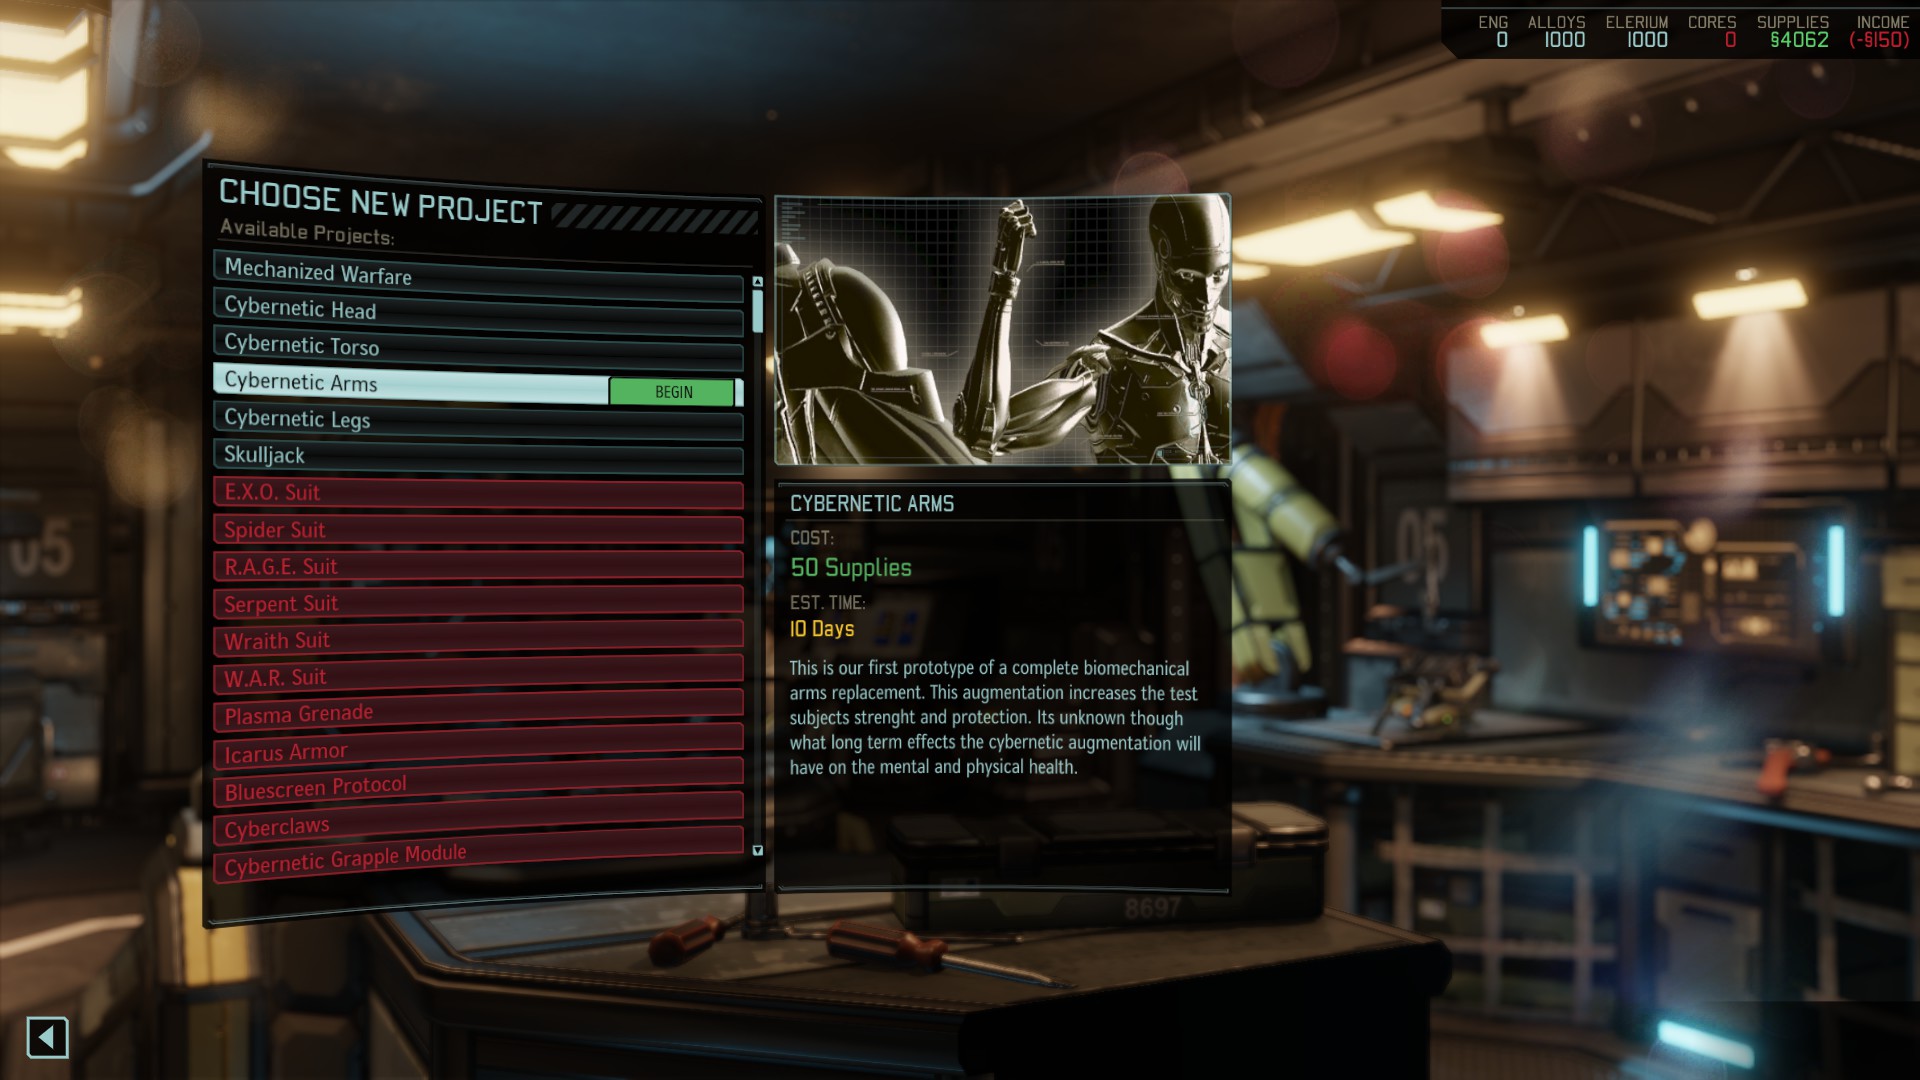 ENG ALLOYS ELERIUM CORES SUPPLIES INCOME
0 1000 1000 0 §4062 (-§150)
CHOOSE NEW PROJECT
Available Projects:
Mechanized Warfare
Cybernetic Head
Cybernetic Torso
Cybernetic Arms BEGIN
Cybernetic Legs
Skulljack
E.X.O. Suit
Spider Suit
R.A.G.E. Suit
Serpent Suit
Wraith Suit
W.A.R. Suit
Plasma Grenade
Icarus Armor
Bluescreen Protocol
Cyberclaws
Cybernetic Grapple Module
CYBERNETIC ARMS
COST:
50 Supplies
EST. TIME:
10 Days
This is our first prototype of a complete biomechanical
arms replacement. This augmentation increases the test
subjects strenght and protection. Its unknown though
what long term effects the cybernetic augmentation will
have on the mental and physical health.
05
05
8697